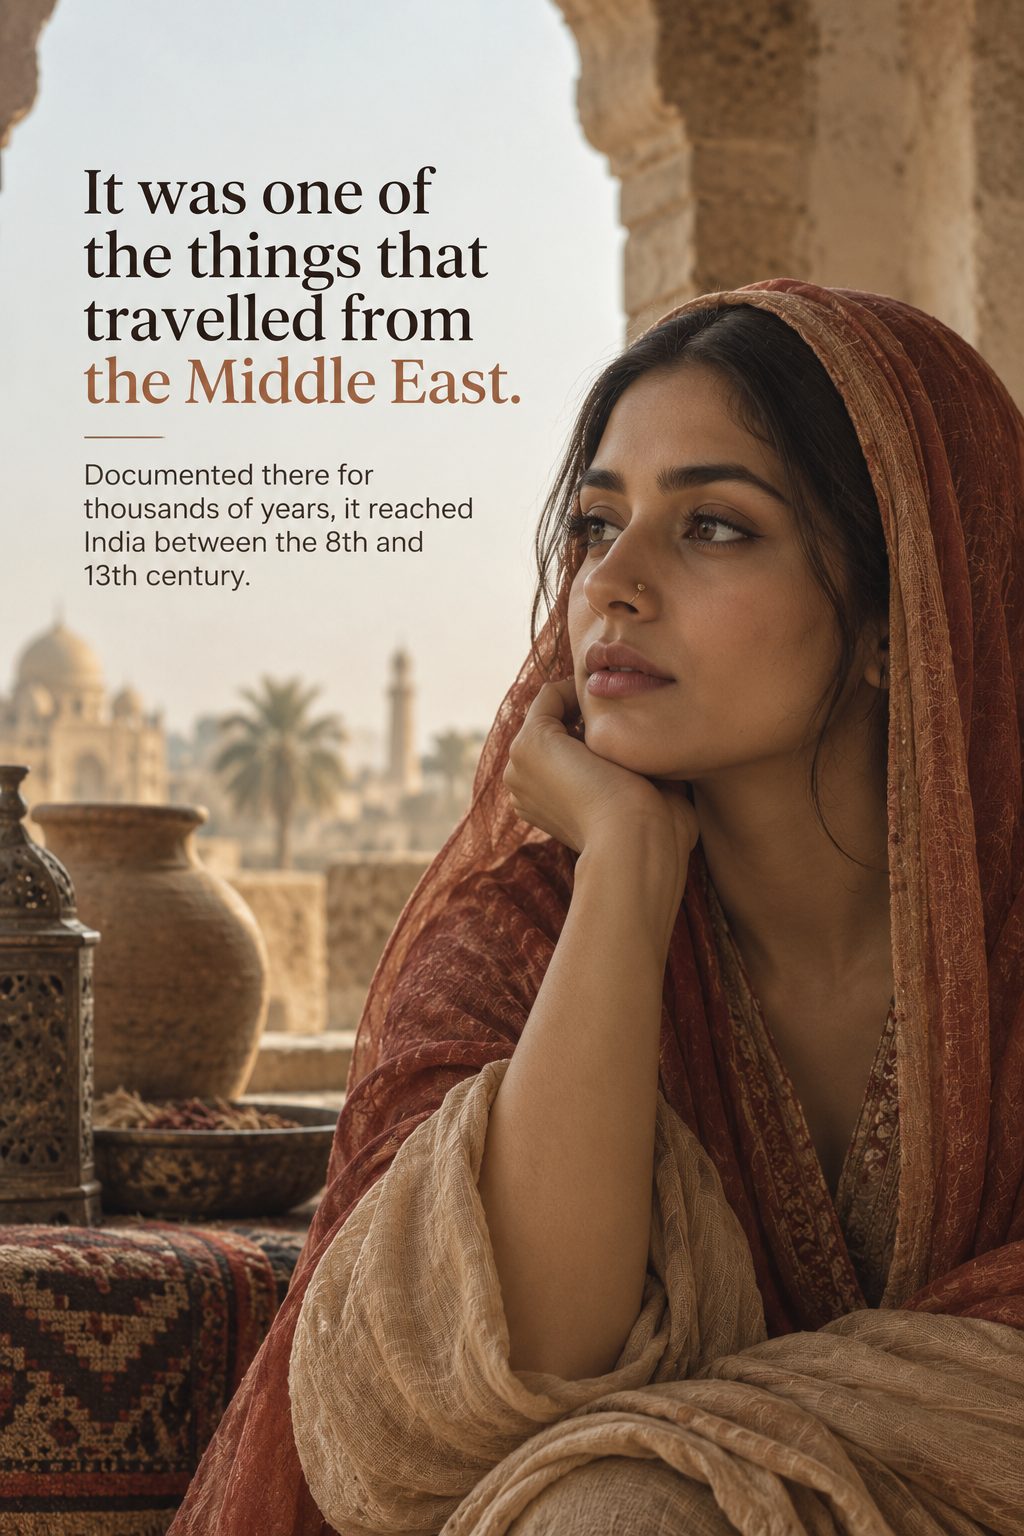 It was one of
the things that
travelled from
the Middle East.
Documented there for
thousands of years, it reached
India between the 8th and
13th century.